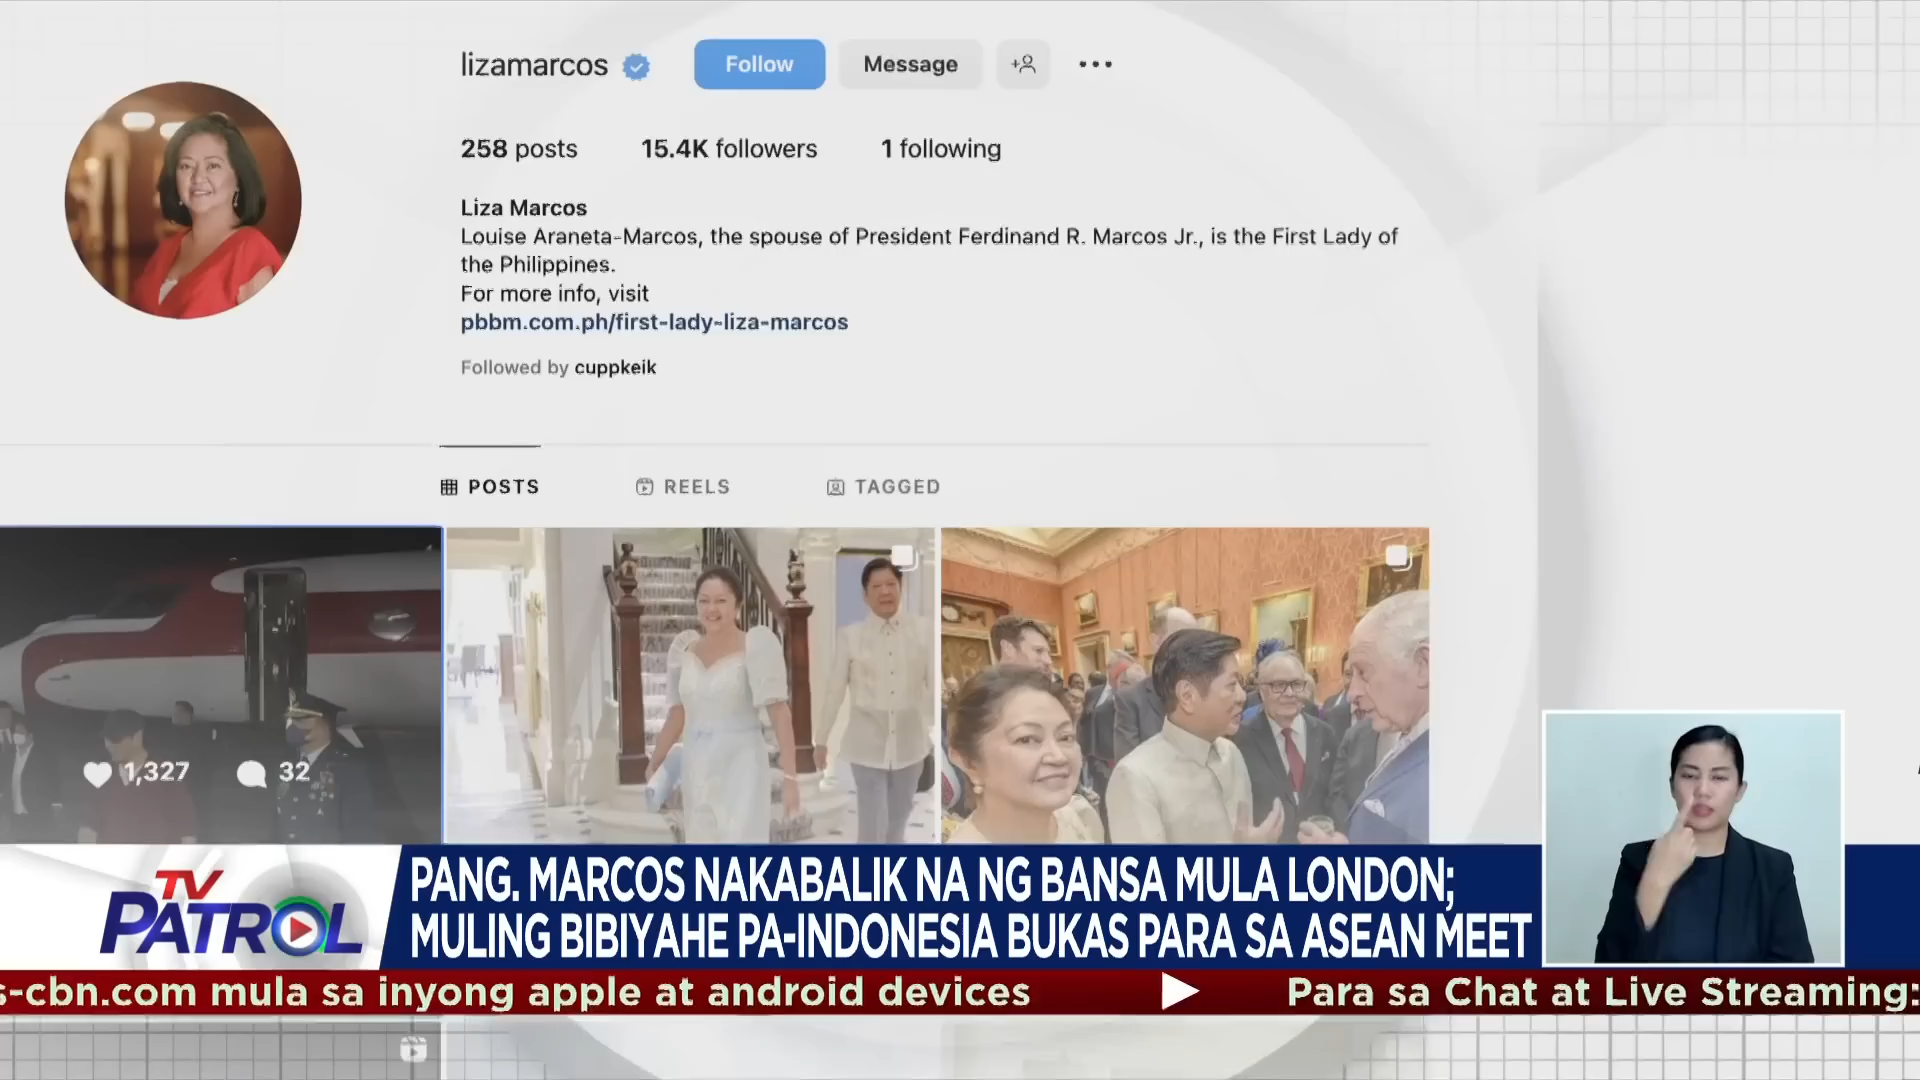 lizamarcos
Follow
Message
258 posts
15.4K followers
1 following
Liza Marcos
Louise Araneta-Marcos, the spouse of President Ferdinand R. Marcos Jr., is the First Lady of
the Philippines.
For more info, visit
pbbm.com.ph/first-lady-liza-marcos
Followed by cuppkeik
POSTS
REELS
TAGGED
1,327
32
TV
PATROL
PANG. MARCOS NAKABALIK NA NG BANSA MULA LONDON;
MULING BIBIYAHE PA-INDONESIA BUKAS PARA SA ASEAN MEET
s-cbn.com mula sa inyong apple at android devices
Para sa Chat at Live Streaming: